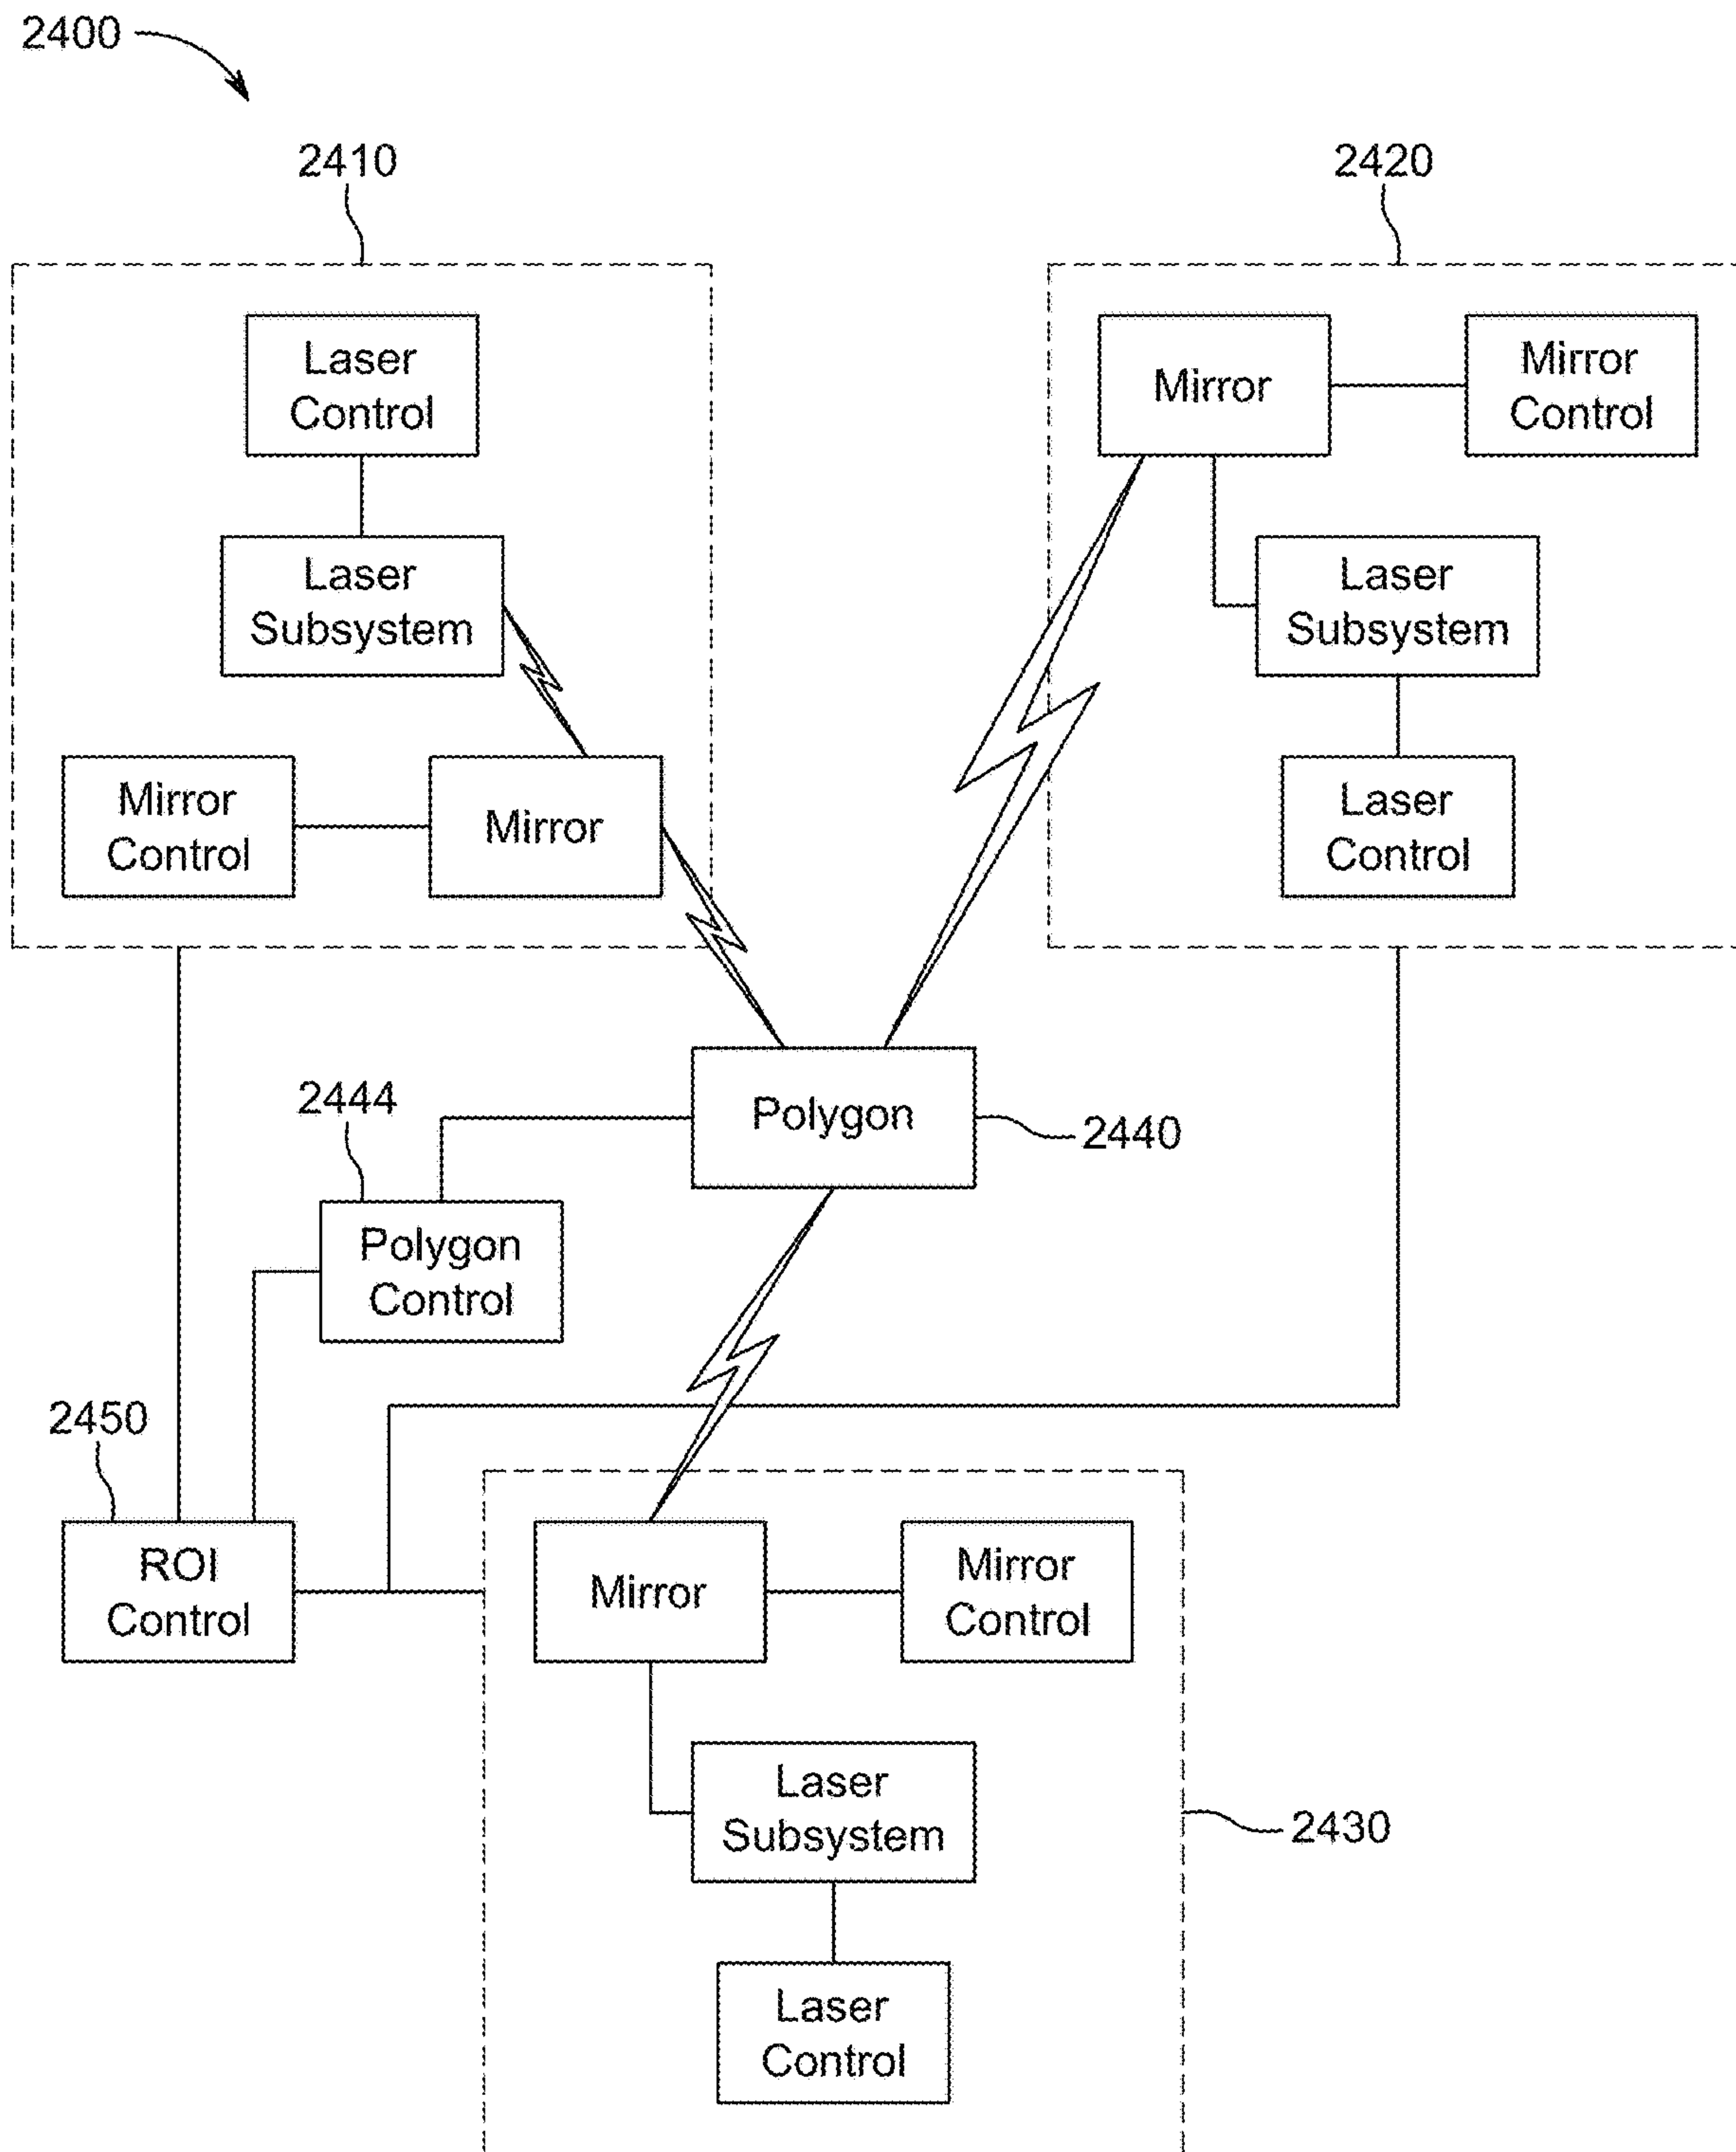 2400
2410
2420
Laser
Control
Mirror
Mirror
Control
Laser
Subsystem
Laser
Subsystem
Mirror
Control
Mirror
Laser
Control
2444
Polygon
2440
Polygon
Control
2450
ROI
Control
Mirror
Mirror
Control
Laser
Subsystem
2430
Laser
Control